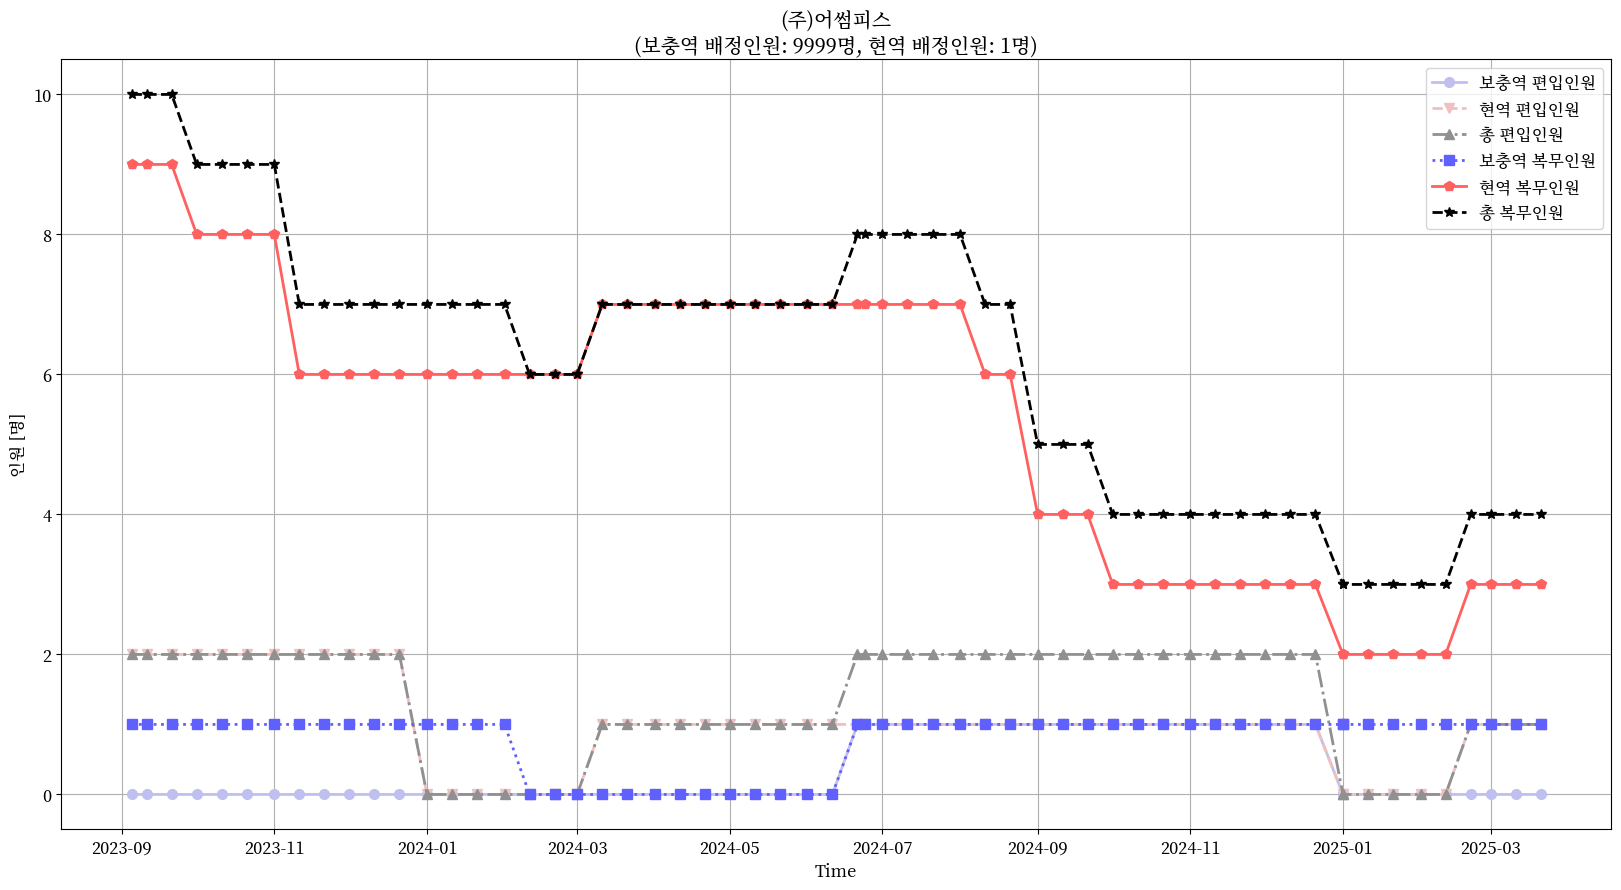 (주)어썸피스
(보충역 배정인원: 9999명, 현역 배정인원: 1명)
보충역 편입인원
현역 편입인원
총 편입인원
보충역 복무인원
현역 복무인원
총 복무인원
인원 [명]
10
8
6
4
2
0
2023-09 2023-11 2024-01 2024-03 2024-05 2024-07 2024-09 2024-11 2025-01 2025-03
Time